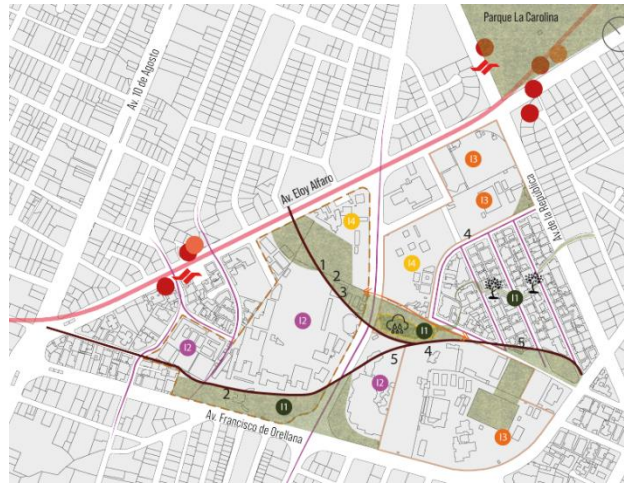 Parque La Carolina
Av. 10 de Agosto
Av. Eloy Alfaro
Av. de la República
I3
I3
I4
4
I4
1
2
3
I1
I2
I1
I2
5
4
5
I2
2
I1
I3
Av. Francisco de Orellana